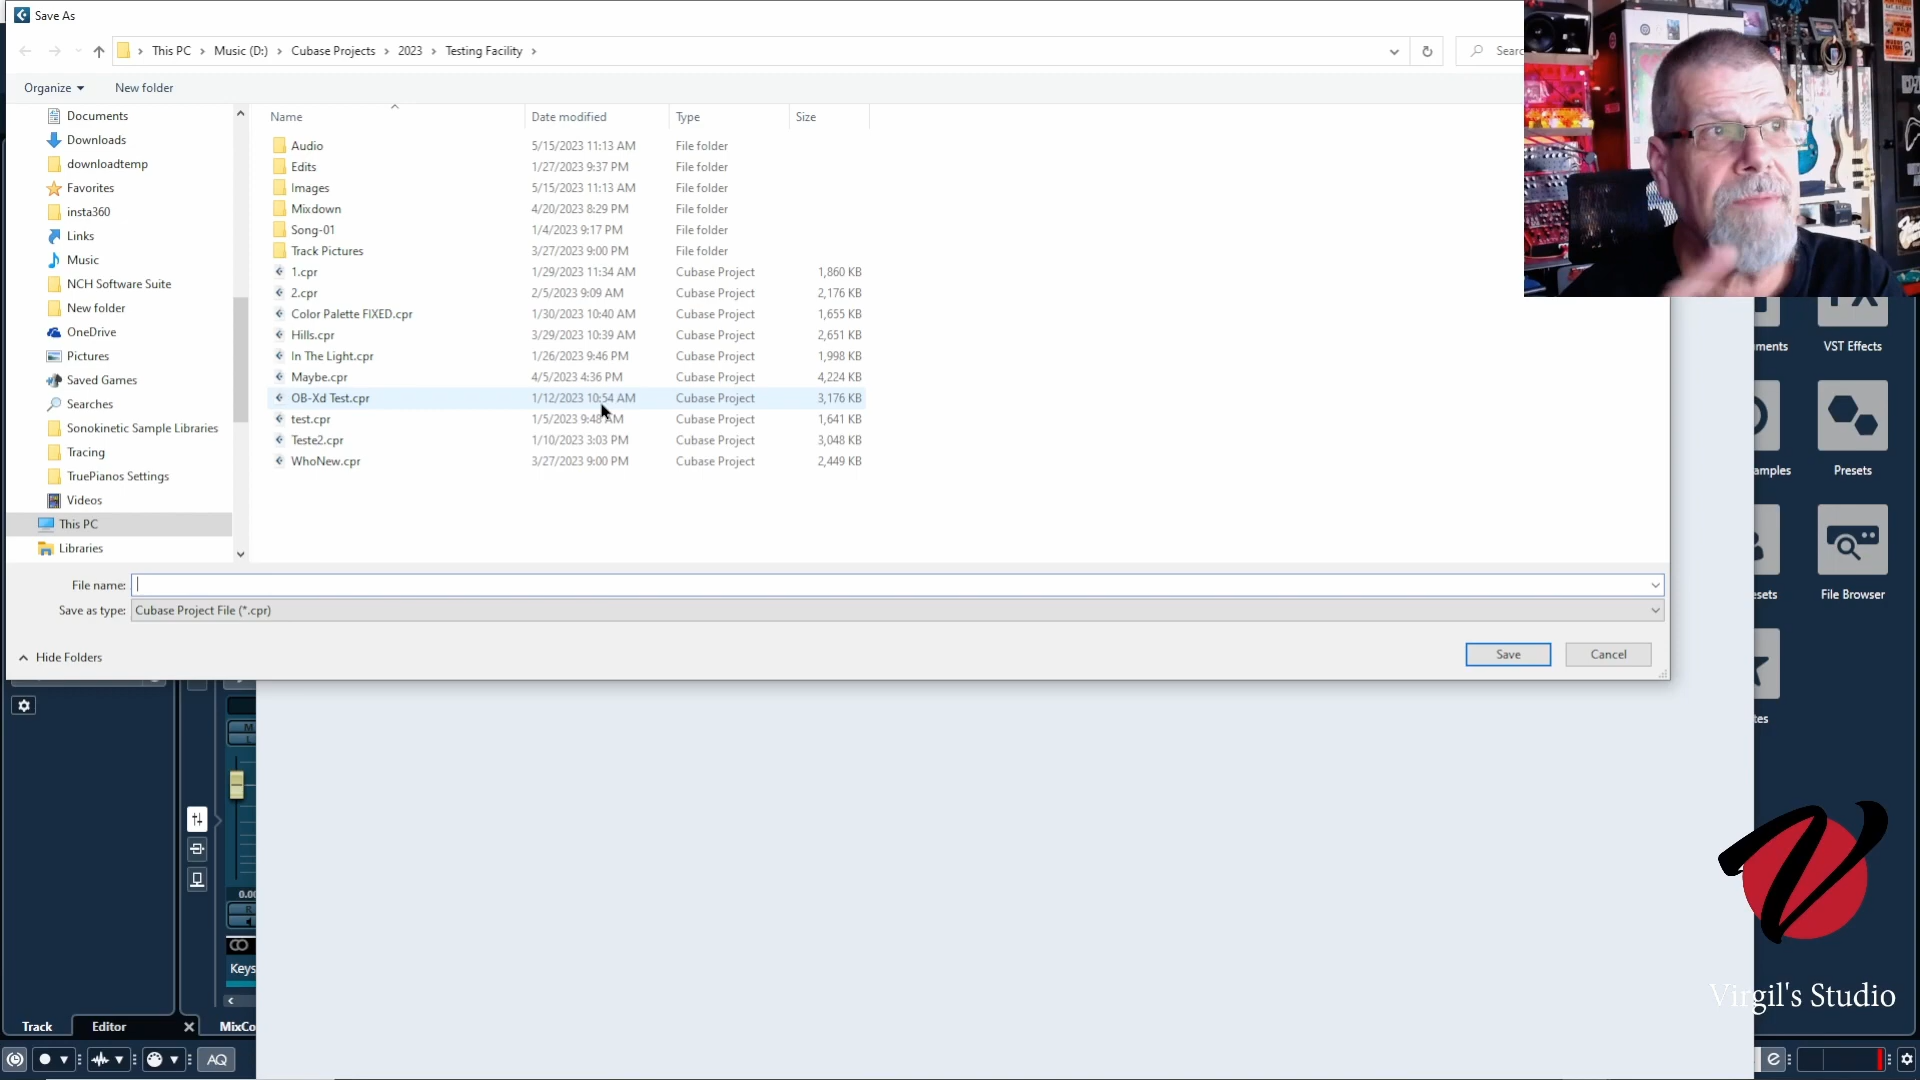 Save As
This PC
Music (D:)
Cubase Projects
2023
Testing Facility
Organize
New folder
Name
Date modified
Type
Size
Documents
Downloads
downloadtemp
Favorites
insta360
Links
Music
NCH Software Suite
New folder
OneDrive
Pictures
Saved Games
Searches
Sonokinetic Sample Libraries
Tracing
TruePianos Settings
Videos
This PC
Libraries
Audio 5/15/2023 11:13 AM File folder
Edits 1/27/2023 9:37 PM File folder
Images 5/15/2023 11:13 AM File folder
Mixdown 4/20/2023 8:29 PM File folder
Song-01 1/4/2023 9:17 PM File folder
Track Pictures 3/27/2023 9:00 PM File folder
1.cpr 1/29/2023 11:34 AM Cubase Project 1,860 KB
2.cpr 2/5/2023 9:09 AM Cubase Project 2,176 KB
Color Palette FIXED.cpr 1/30/2023 10:40 AM Cubase Project 1,655 KB
Hills.cpr 3/29/2023 10:39 AM Cubase Project 2,651 KB
In The Light.cpr 1/26/2023 9:46 PM Cubase Project 1,998 KB
Maybe.cpr 4/5/2023 4:36 PM Cubase Project 4,224 KB
OB-Xd Test.cpr 1/12/2023 10:54 AM Cubase Project 3,176 KB
test.cpr 1/5/2023 9:48 AM Cubase Project 1,641 KB
Teste2.cpr 1/10/2023 3:03 PM Cubase Project 3,048 KB
WhoNew.cpr 3/27/2023 9:00 PM Cubase Project 2,449 KB
File name:
Save as type: Cubase Project File (*.cpr)
Hide Folders
Save
Cancel
VST Effects
Presets
File Browser
Keys
Track
Editor
MixCo
AQ
Virgil's Studio